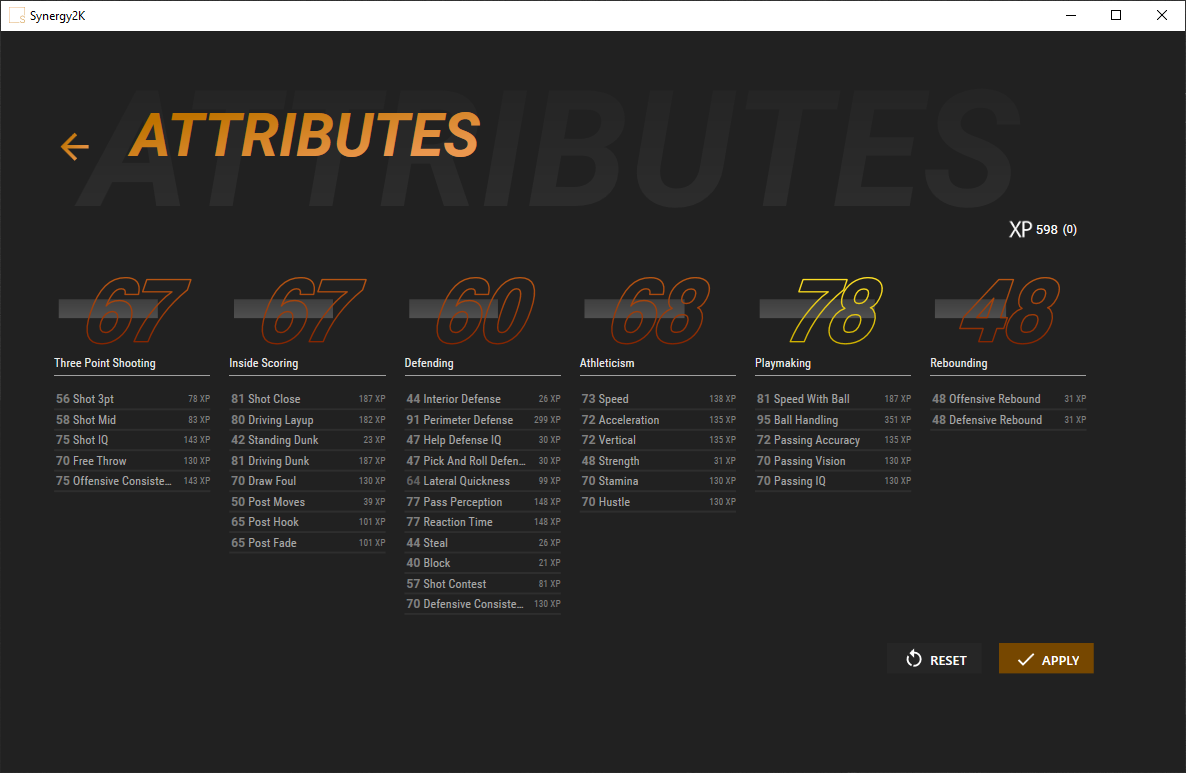 Synergy2K
ATTRIBUTES
ATTRIBUTES
XP 598 (0)
67
Three Point Shooting
56 Shot 3pt 78 XP
58 Shot Mid 83 XP
75 Shot IQ 143 XP
70 Free Throw 130 XP
75 Offensive Consiste... 143 XP
67
Inside Scoring
81 Shot Close 187 XP
80 Driving Layup 182 XP
42 Standing Dunk 23 XP
81 Driving Dunk 187 XP
70 Draw Foul 130 XP
50 Post Moves 39 XP
65 Post Hook 101 XP
65 Post Fade 101 XP
60
Defending
44 Interior Defense 26 XP
91 Perimeter Defense 299 XP
47 Help Defense IQ 30 XP
47 Pick And Roll Defen... 30 XP
64 Lateral Quickness 99 XP
77 Pass Perception 148 XP
77 Reaction Time 148 XP
44 Steal 26 XP
40 Block 21 XP
57 Shot Contest 81 XP
70 Defensive Consiste... 130 XP
68
Athleticism
73 Speed 138 XP
72 Acceleration 135 XP
72 Vertical 135 XP
48 Strength 31 XP
70 Stamina 130 XP
70 Hustle 130 XP
78
Playmaking
81 Speed With Ball 187 XP
95 Ball Handling 351 XP
72 Passing Accuracy 135 XP
70 Passing Vision 130 XP
70 Passing IQ 130 XP
48
Rebounding
48 Offensive Rebound 31 XP
48 Defensive Rebound 31 XP
RESET
APPLY